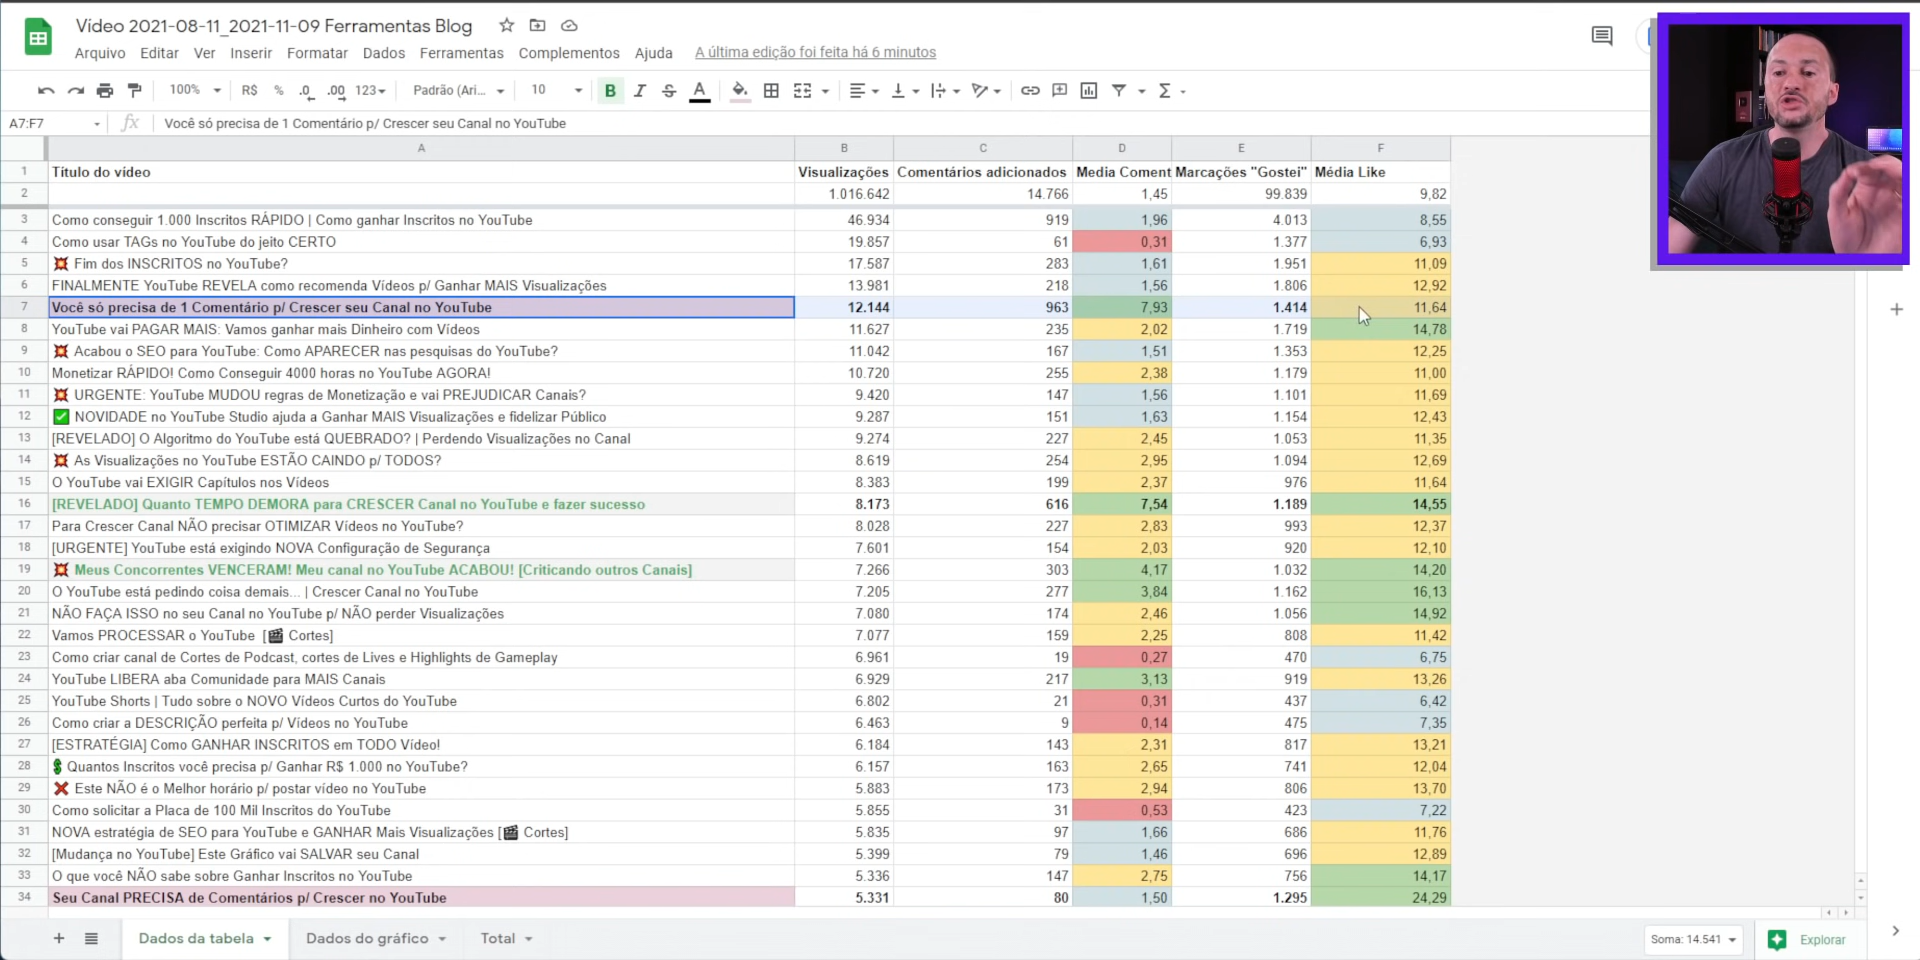 Vídeo 2021-08-11_2021-11-09 Ferramentas Blog
Arquivo Editar Ver Inserir Formatar Dados Ferramentas Complementos Ajuda A última edição foi feita há 6 minutos
100% R$ % .0 .00 123 Padrão (Ari... 10 B I S A
A7:F7 fx Você só precisa de 1 Comentário p/ Crescer seu Canal no YouTube
A B C D E F
1 Título do vídeo Visualizações Comentários adicionados Media Coment Marcações "Gostei" Média Like
2 1.016.642 14.766 1,45 99.839 9,82
3 Como conseguir 1.000 Inscritos RÁPIDO | Como ganhar Inscritos no YouTube 46.934 919 1,96 4.013 8,55
4 Como usar TAGs no YouTube do jeito CERTO 19.857 61 0,31 1.377 6,93
5 💥 Fim dos INSCRITOS no YouTube? 17.587 283 1,61 1.951 11,09
6 FINALMENTE YouTube REVELA como recomenda Vídeos p/ Ganhar MAIS Visualizações 13.981 218 1,56 1.806 12,92
7 Você só precisa de 1 Comentário p/ Crescer seu Canal no YouTube 12.144 963 7,93 1.414 11,64
8 YouTube vai PAGAR MAIS: Vamos ganhar mais Dinheiro com Vídeos 11.627 235 2,02 1.719 14,78
9 💥 Acabou o SEO para YouTube: Como APARECER nas pesquisas do YouTube? 11.042 167 1,51 1.353 12,25
10 Monetizar RÁPIDO! Como Conseguir 4000 horas no YouTube AGORA! 10.720 255 2,38 1.179 11,00
11 💥 URGENTE: YouTube MUDOU regras de Monetização e vai PREJUDICAR Canais? 9.420 147 1,56 1.101 11,69
12 ✅ NOVIDADE no YouTube Studio ajuda a Ganhar MAIS Visualizações e fidelizar Público 9.287 151 1,63 1.154 12,43
13 [REVELADO] O Algoritmo do YouTube está QUEBRADO? | Perdendo Visualizações no Canal 9.274 227 2,45 1.053 11,35
14 💥 As Visualizações no YouTube ESTÃO CAINDO p/ TODOS? 8.619 254 2,95 1.094 12,69
15 O YouTube vai EXIGIR Capítulos nos Vídeos 8.383 199 2,37 976 11,64
16 [REVELADO] Quanto TEMPO DEMORA para CRESCER Canal no YouTube e fazer sucesso 8.173 616 7,54 1.189 14,55
17 Para Crescer Canal NÃO precisar OTIMIZAR Vídeos no YouTube? 8.028 227 2,83 993 12,37
18 [URGENTE] YouTube está exigindo NOVA Configuração de Segurança 7.601 154 2,03 920 12,10
19 💥 Meus Concorrentes VENCERAM! Meu canal no YouTube ACABOU! [Criticando outros Canais] 7.266 303 4,17 1.032 14,20
20 O YouTube está pedindo coisa demais... | Crescer Canal no YouTube 7.205 277 3,84 1.162 16,13
21 NÃO FAÇA ISSO no seu Canal no YouTube p/ NÃO perder Visualizações 7.080 174 2,46 1.056 14,92
22 Vamos PROCESSAR o YouTube [🎬 Cortes] 7.077 159 2,25 808 11,42
23 Como criar canal de Cortes de Podcast, cortes de Lives e Highlights de Gameplay 6.961 19 0,27 470 6,75
24 YouTube LIBERA aba Comunidade para MAIS Canais 6.929 217 3,13 919 13,26
25 YouTube Shorts | Tudo sobre o NOVO Vídeos Curtos do YouTube 6.802 21 0,31 437 6,42
26 Como criar a DESCRIÇÃO perfeita p/ Vídeos no YouTube 6.463 9 0,14 475 7,35
27 [ESTRATÉGIA] Como GANHAR INSCRITOS em TODO Vídeo! 6.184 143 2,31 817 13,21
28 💲 Quantos Inscritos você precisa p/ Ganhar R$ 1.000 no YouTube? 6.157 163 2,65 741 12,04
29 ❌ Este NÃO é o Melhor horário p/ postar vídeo no YouTube 5.883 173 2,94 806 13,70
30 Como solicitar a Placa de 100 Mil Inscritos do YouTube 5.855 31 0,53 423 7,22
31 NOVA estratégia de SEO para YouTube e GANHAR Mais Visualizações [🎬 Cortes] 5.835 97 1,66 686 11,76
32 [Mudança no YouTube] Este Gráfico vai SALVAR seu Canal 5.399 79 1,46 696 12,89
33 O que você NÃO sabe sobre Ganhar Inscritos no YouTube 5.336 147 2,75 756 14,17
34 Seu Canal PRECISA de Comentários p/ Crescer no YouTube 5.331 80 1,50 1.295 24,29
Dados da tabela Dados do gráfico Total Soma: 14.541 Explorar